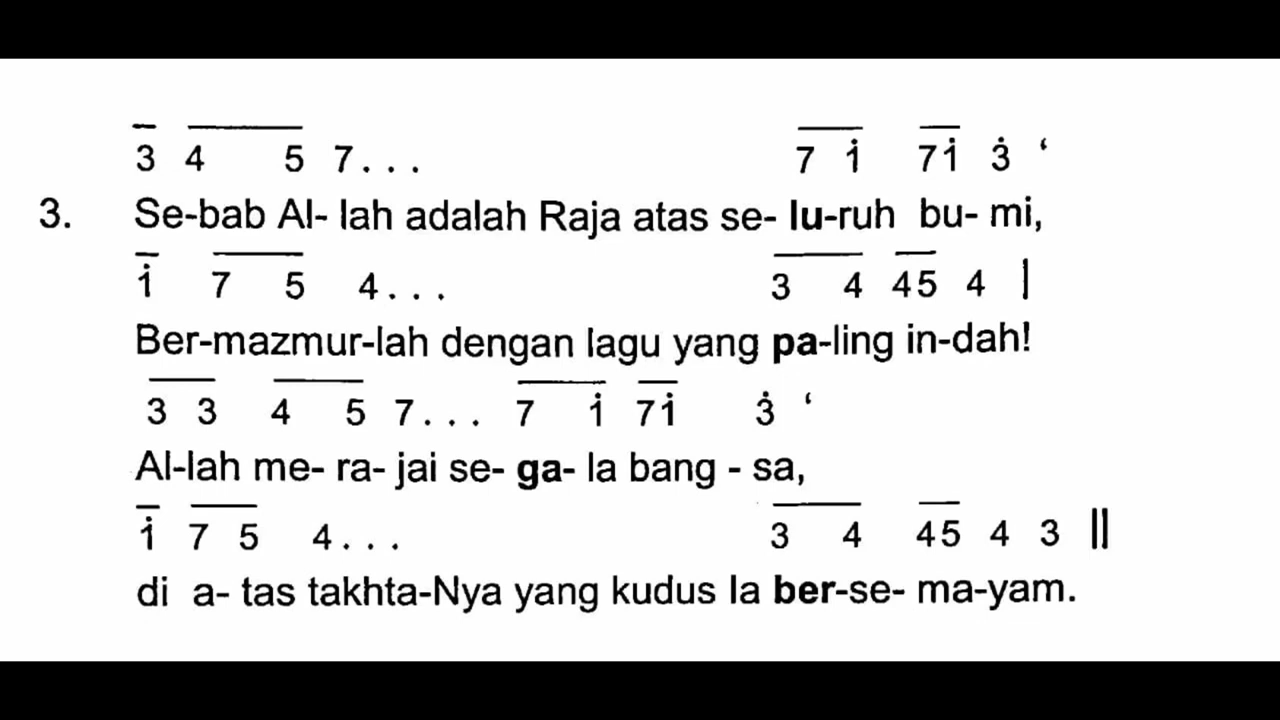 3 4 5 7... 7 1̇ 71̇ 3̇ ‘
3. Se-bab Al- lah adalah Raja atas se- lu-ruh bu- mi,
1̇ 7 5 4... 3 4 45 4 |
Ber-mazmur-lah dengan lagu yang pa-ling in-dah!
3 3 4 5 7... 7 1̇ 71̇ 3̇ ‘
Al-lah me- ra- jai se- ga- la bang - sa,
1̇ 7 5 4... 3 4 45 4 3 ||
di a- tas takhta-Nya yang kudus Ia ber-se- ma-yam.